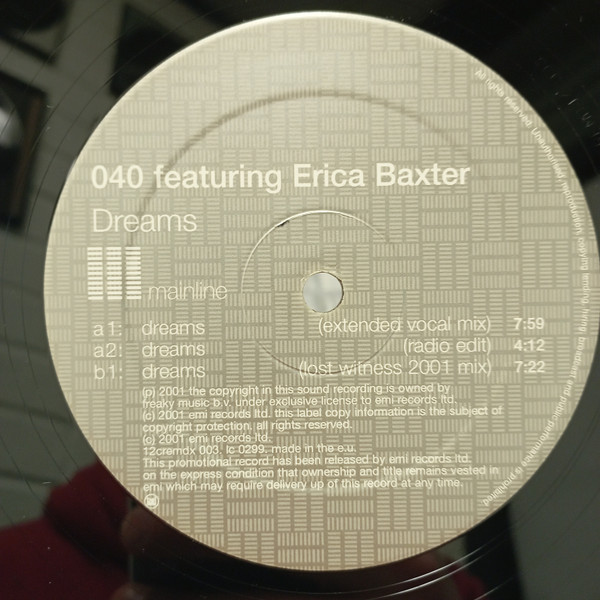 040 featuring Erica Baxter
Dreams
mainline
a1: dreams (extended vocal mix) 7:59
a2: dreams (radio edit) 4:12
b1: dreams (lost witness 2001 mix) 7:22
(p) 2001 the copyright in this sound recording is owned by
freaky music b.v. under exclusive license to emi records ltd.
(c) 2001 emi records ltd. this label copy information is the subject of
copyright protection. all rights reserved.
(c) 2001 emi records ltd.
12cremdx 003. lc 0299. made in the e.u.
This promotional record has been released by emi records ltd.
on the express condition that ownership and title remains vested in
emi which may require delivery up of this record at any time.
All rights reserved. Unauthorised copying lending hiring broadcast and public performance is prohibited.